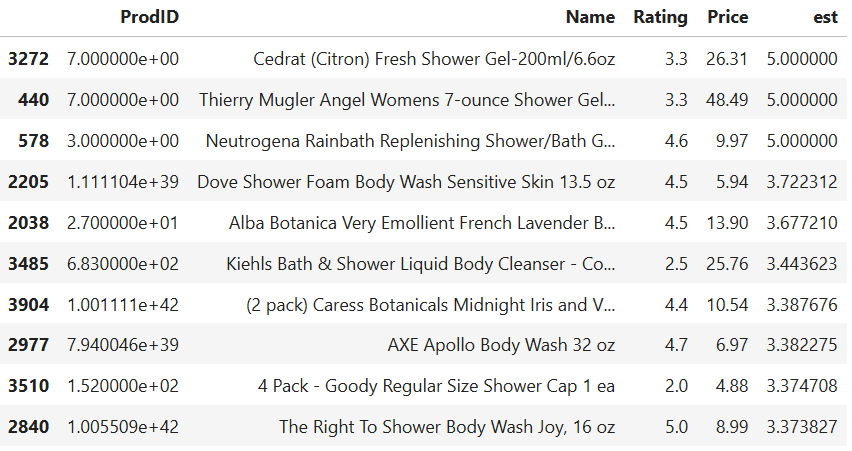 ProdID Name Rating Price est
3272 7.000000e+00 Cedrat (Citron) Fresh Shower Gel-200ml/6.6oz 3.3 26.31 5.000000
440 7.000000e+00 Thierry Mugler Angel Womens 7-ounce Shower Gel... 3.3 48.49 5.000000
578 3.000000e+00 Neutrogena Rainbath Replenishing Shower/Bath G... 4.6 9.97 5.000000
2205 1.111104e+39 Dove Shower Foam Body Wash Sensitive Skin 13.5 oz 4.5 5.94 3.722312
2038 2.700000e+01 Alba Botanica Very Emollient French Lavender B... 4.5 13.90 3.677210
3485 6.830000e+02 Kiehls Bath & Shower Liquid Body Cleanser - Co... 2.5 25.76 3.443623
3904 1.001111e+42 (2 pack) Caress Botanicals Midnight Iris and V... 4.4 10.54 3.387676
2977 7.940046e+39 AXE Apollo Body Wash 32 oz 4.7 6.97 3.382275
3510 1.520000e+02 4 Pack - Goody Regular Size Shower Cap 1 ea 2.0 4.88 3.374708
2840 1.005509e+42 The Right To Shower Body Wash Joy, 16 oz 5.0 8.99 3.373827